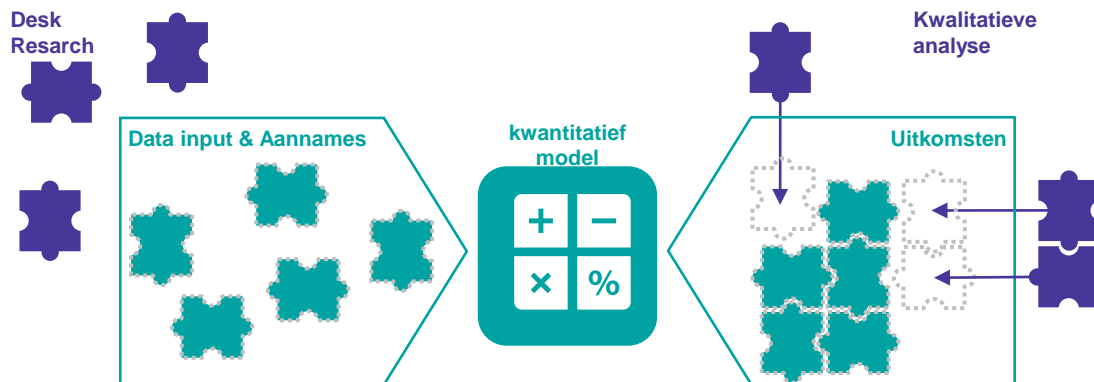 Desk
Resarch
Kwalitatieve
analyse
Data input & Aannames
kwantitatief
model
Uitkomsten
+ −
× %